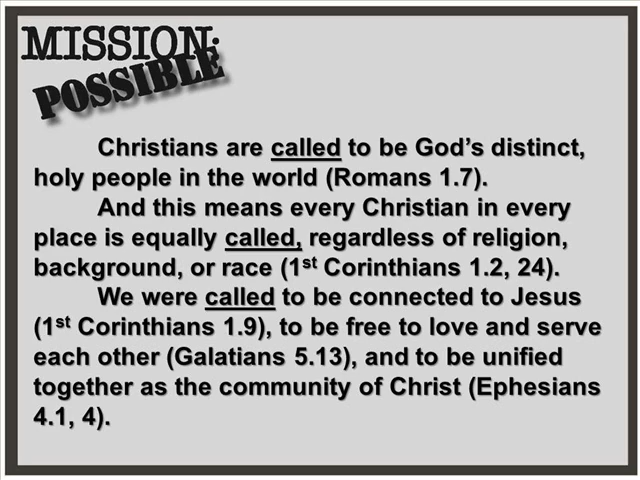 MISSION:
POSSIBLE
Christians are called to be God's distinct,
holy people in the world (Romans 1.7).
And this means every Christian in every
place is equally called, regardless of religion,
background, or race (1st Corinthians 1.2, 24).
We were called to be connected to Jesus
(1st Corinthians 1.9), to be free to love and serve
each other (Galatians 5.13), and to be unified
together as the community of Christ (Ephesians
4.1, 4).